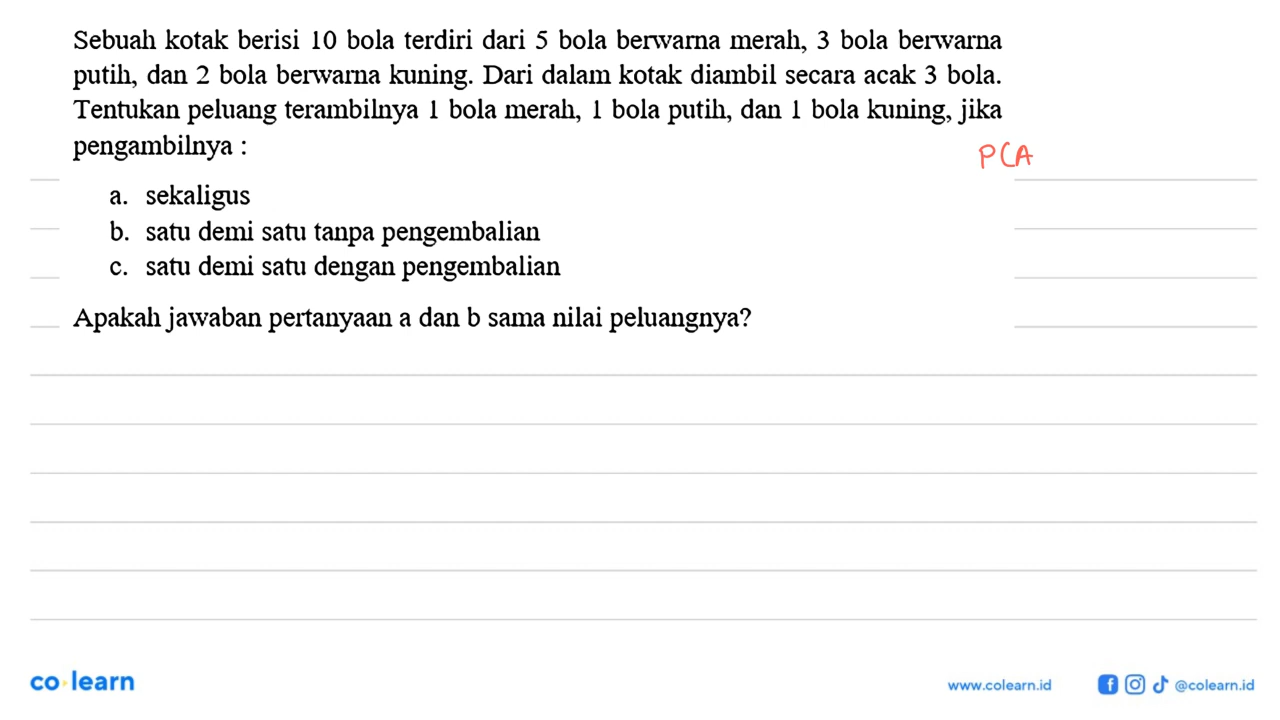 Sebuah kotak berisi 10 bola terdiri dari 5 bola berwarna merah, 3 bola berwarna
putih, dan 2 bola berwarna kuning. Dari dalam kotak diambil secara acak 3 bola.
Tentukan peluang terambilnya 1 bola merah, 1 bola putih, dan 1 bola kuning, jika
pengambilnya :
P(A
a. sekaligus
b. satu demi satu tanpa pengembalian
c. satu demi satu dengan pengembalian
Apakah jawaban pertanyaan a dan b sama nilai peluangnya?
co learn
www.colearn.id @colearn.id